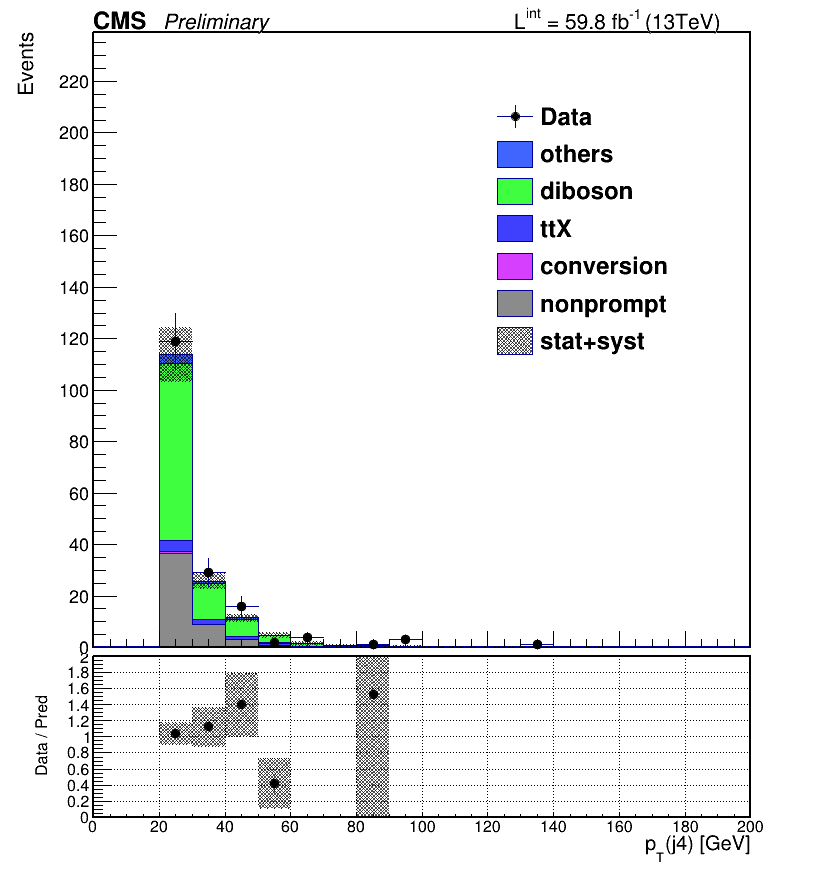 CMS Preliminary L^int = 59.8 fb^-1 (13TeV)
Events
220
200
180
160
140
120
100
80
60
40
20
0
Data
others
diboson
ttX
conversion
nonprompt
stat+syst
Data / Pred
2
1.8
1.6
1.4
1.2
1
0.8
0.6
0.4
0.2
0
0 20 40 60 80 100 120 140 160 180 200
p_T(j4) [GeV]